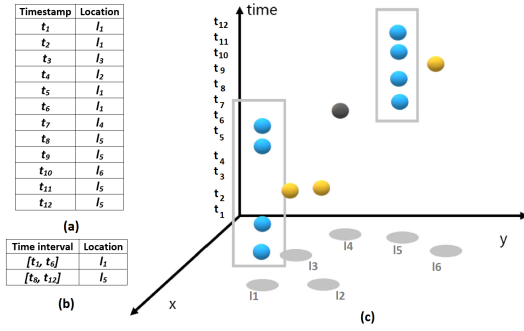 Timestamp Location
t1 l1
t2 l1
t3 l3
t4 l2
t5 l1
t6 l1
t7 l4
t8 l5
t9 l5
t10 l6
t11 l5
t12 l5
(a)
Time interval Location
[t1, t6] l1
[t8, t12] l5
(b)
time
t12
t11
t10
t9
t8
t7
t6
t5
t4
t3
t2
t1
y
x
l4
l5
l3
l6
l1
l2
(c)